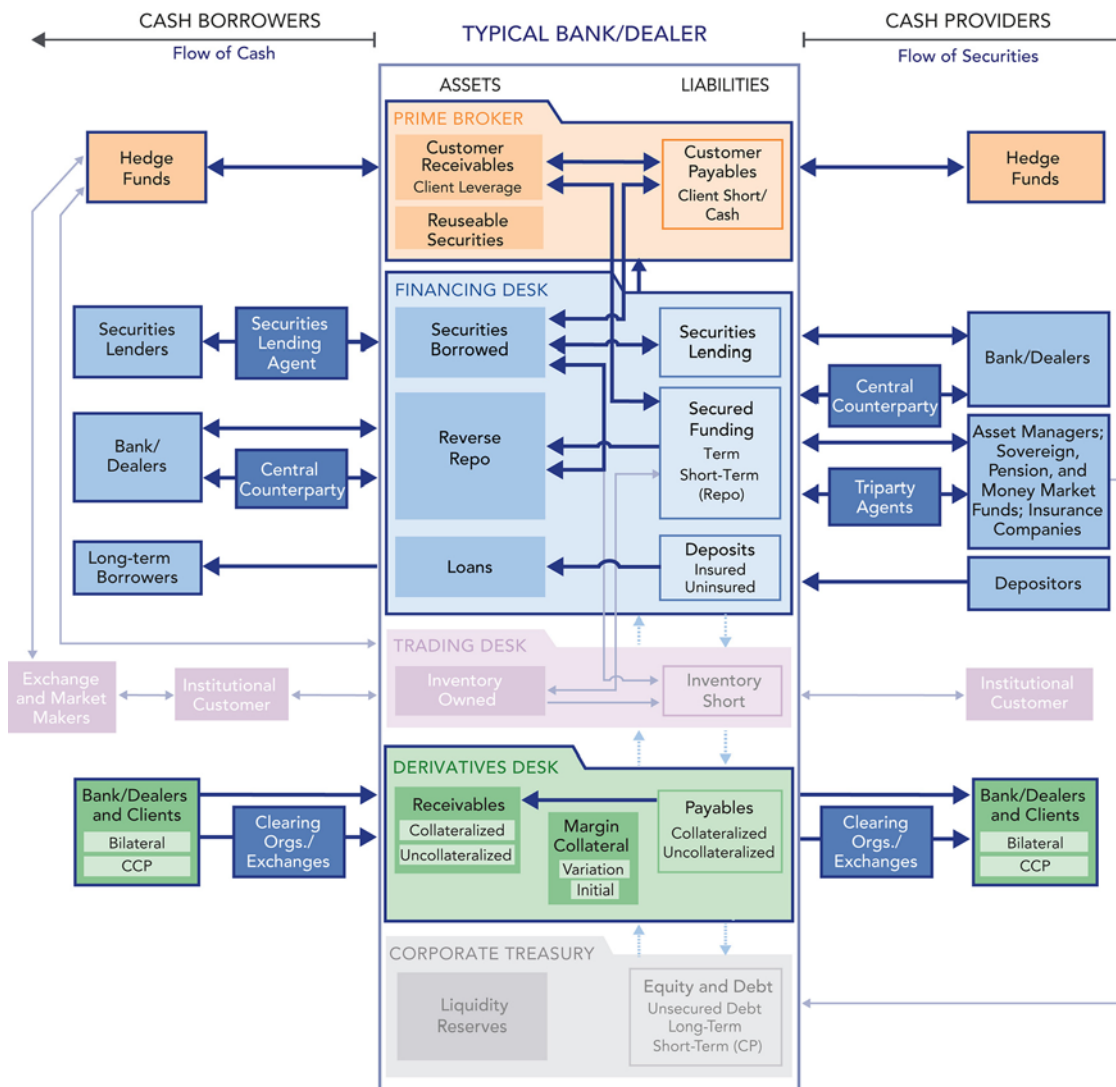 CASH BORROWERS
Flow of Cash
TYPICAL BANK/DEALER
CASH PROVIDERS
Flow of Securities
ASSETS
LIABILITIES
PRIME BROKER
Hedge
Funds
Customer
Receivables
Client Leverage
Reuseable
Securities
Customer
Payables
Client Short/
Cash
Hedge
Funds
FINANCING DESK
Securities
Lenders
Securities
Lending
Agent
Securities
Borrowed
Securities
Lending
Bank/Dealers
Central
Counterparty
Bank/
Dealers
Central
Counterparty
Reverse
Repo
Secured
Funding
Term
Short-Term
(Repo)
Asset Managers;
Sovereign,
Pension, and
Money Market
Funds; Insurance
Companies
Triparty
Agents
Long-term
Borrowers
Loans
Deposits
Insured
Uninsured
Depositors
TRADING DESK
Exchange
and Market
Makers
Institutional
Customer
Inventory
Owned
Inventory
Short
Institutional
Customer
DERIVATIVES DESK
Bank/Dealers
and Clients
Bilateral
CCP
Clearing
Orgs./
Exchanges
Receivables
Collateralized
Uncollateralized
Margin
Collateral
Variation
Initial
Payables
Collateralized
Uncollateralized
Clearing
Orgs./
Exchanges
Bank/Dealers
and Clients
Bilateral
CCP
CORPORATE TREASURY
Liquidity
Reserves
Equity and Debt
Unsecured Debt
Long-Term
Short-Term (CP)